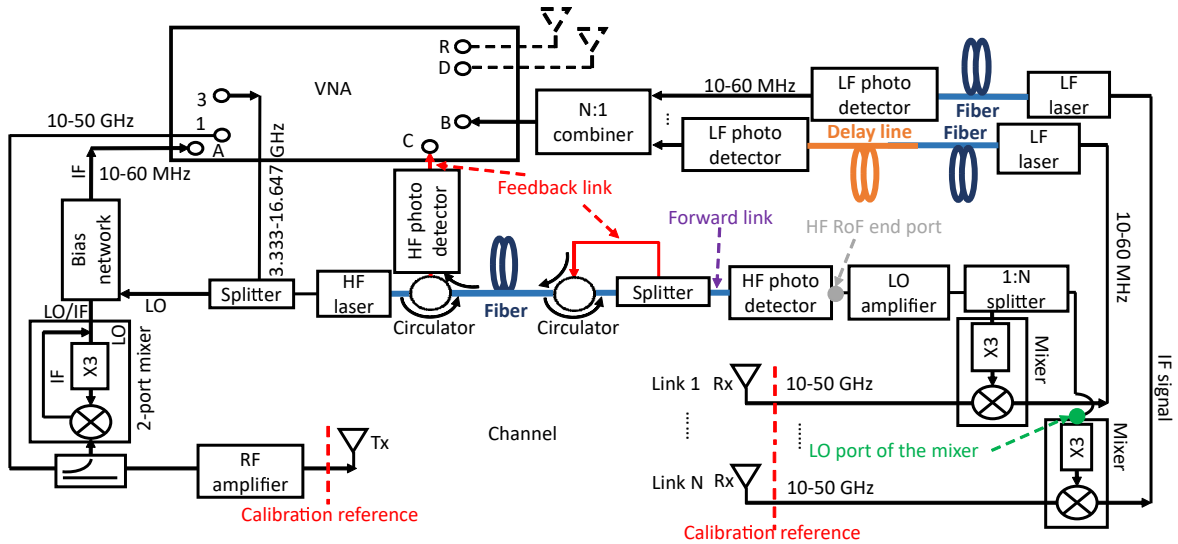 VNA
R
D
3
1
A
B
C
10-50 GHz
IF
10-60 MHz
3.333-16.647 GHz
Bias
network
LO
Splitter
HF
laser
HF photo
detector
Circulator
Fiber
Circulator
Splitter
Feedback link
Forward link
N:1
combiner
...
10-60 MHz
LF photo
detector
Fiber
LF
laser
LF photo
detector
Delay line
Fiber
LF
laser
HF RoF end port
HF photo
detector
LO
amplifier
1:N
splitter
10-60 MHz
IF signal
LO/IF
LO
IF
X3
2-port mixer
RF
amplifier
Tx
Calibration reference
Channel
Link 1
Rx
10-50 GHz
X3
Mixer
LO port of the mixer
X3
Mixer
Link N
Rx
10-50 GHz
Calibration reference